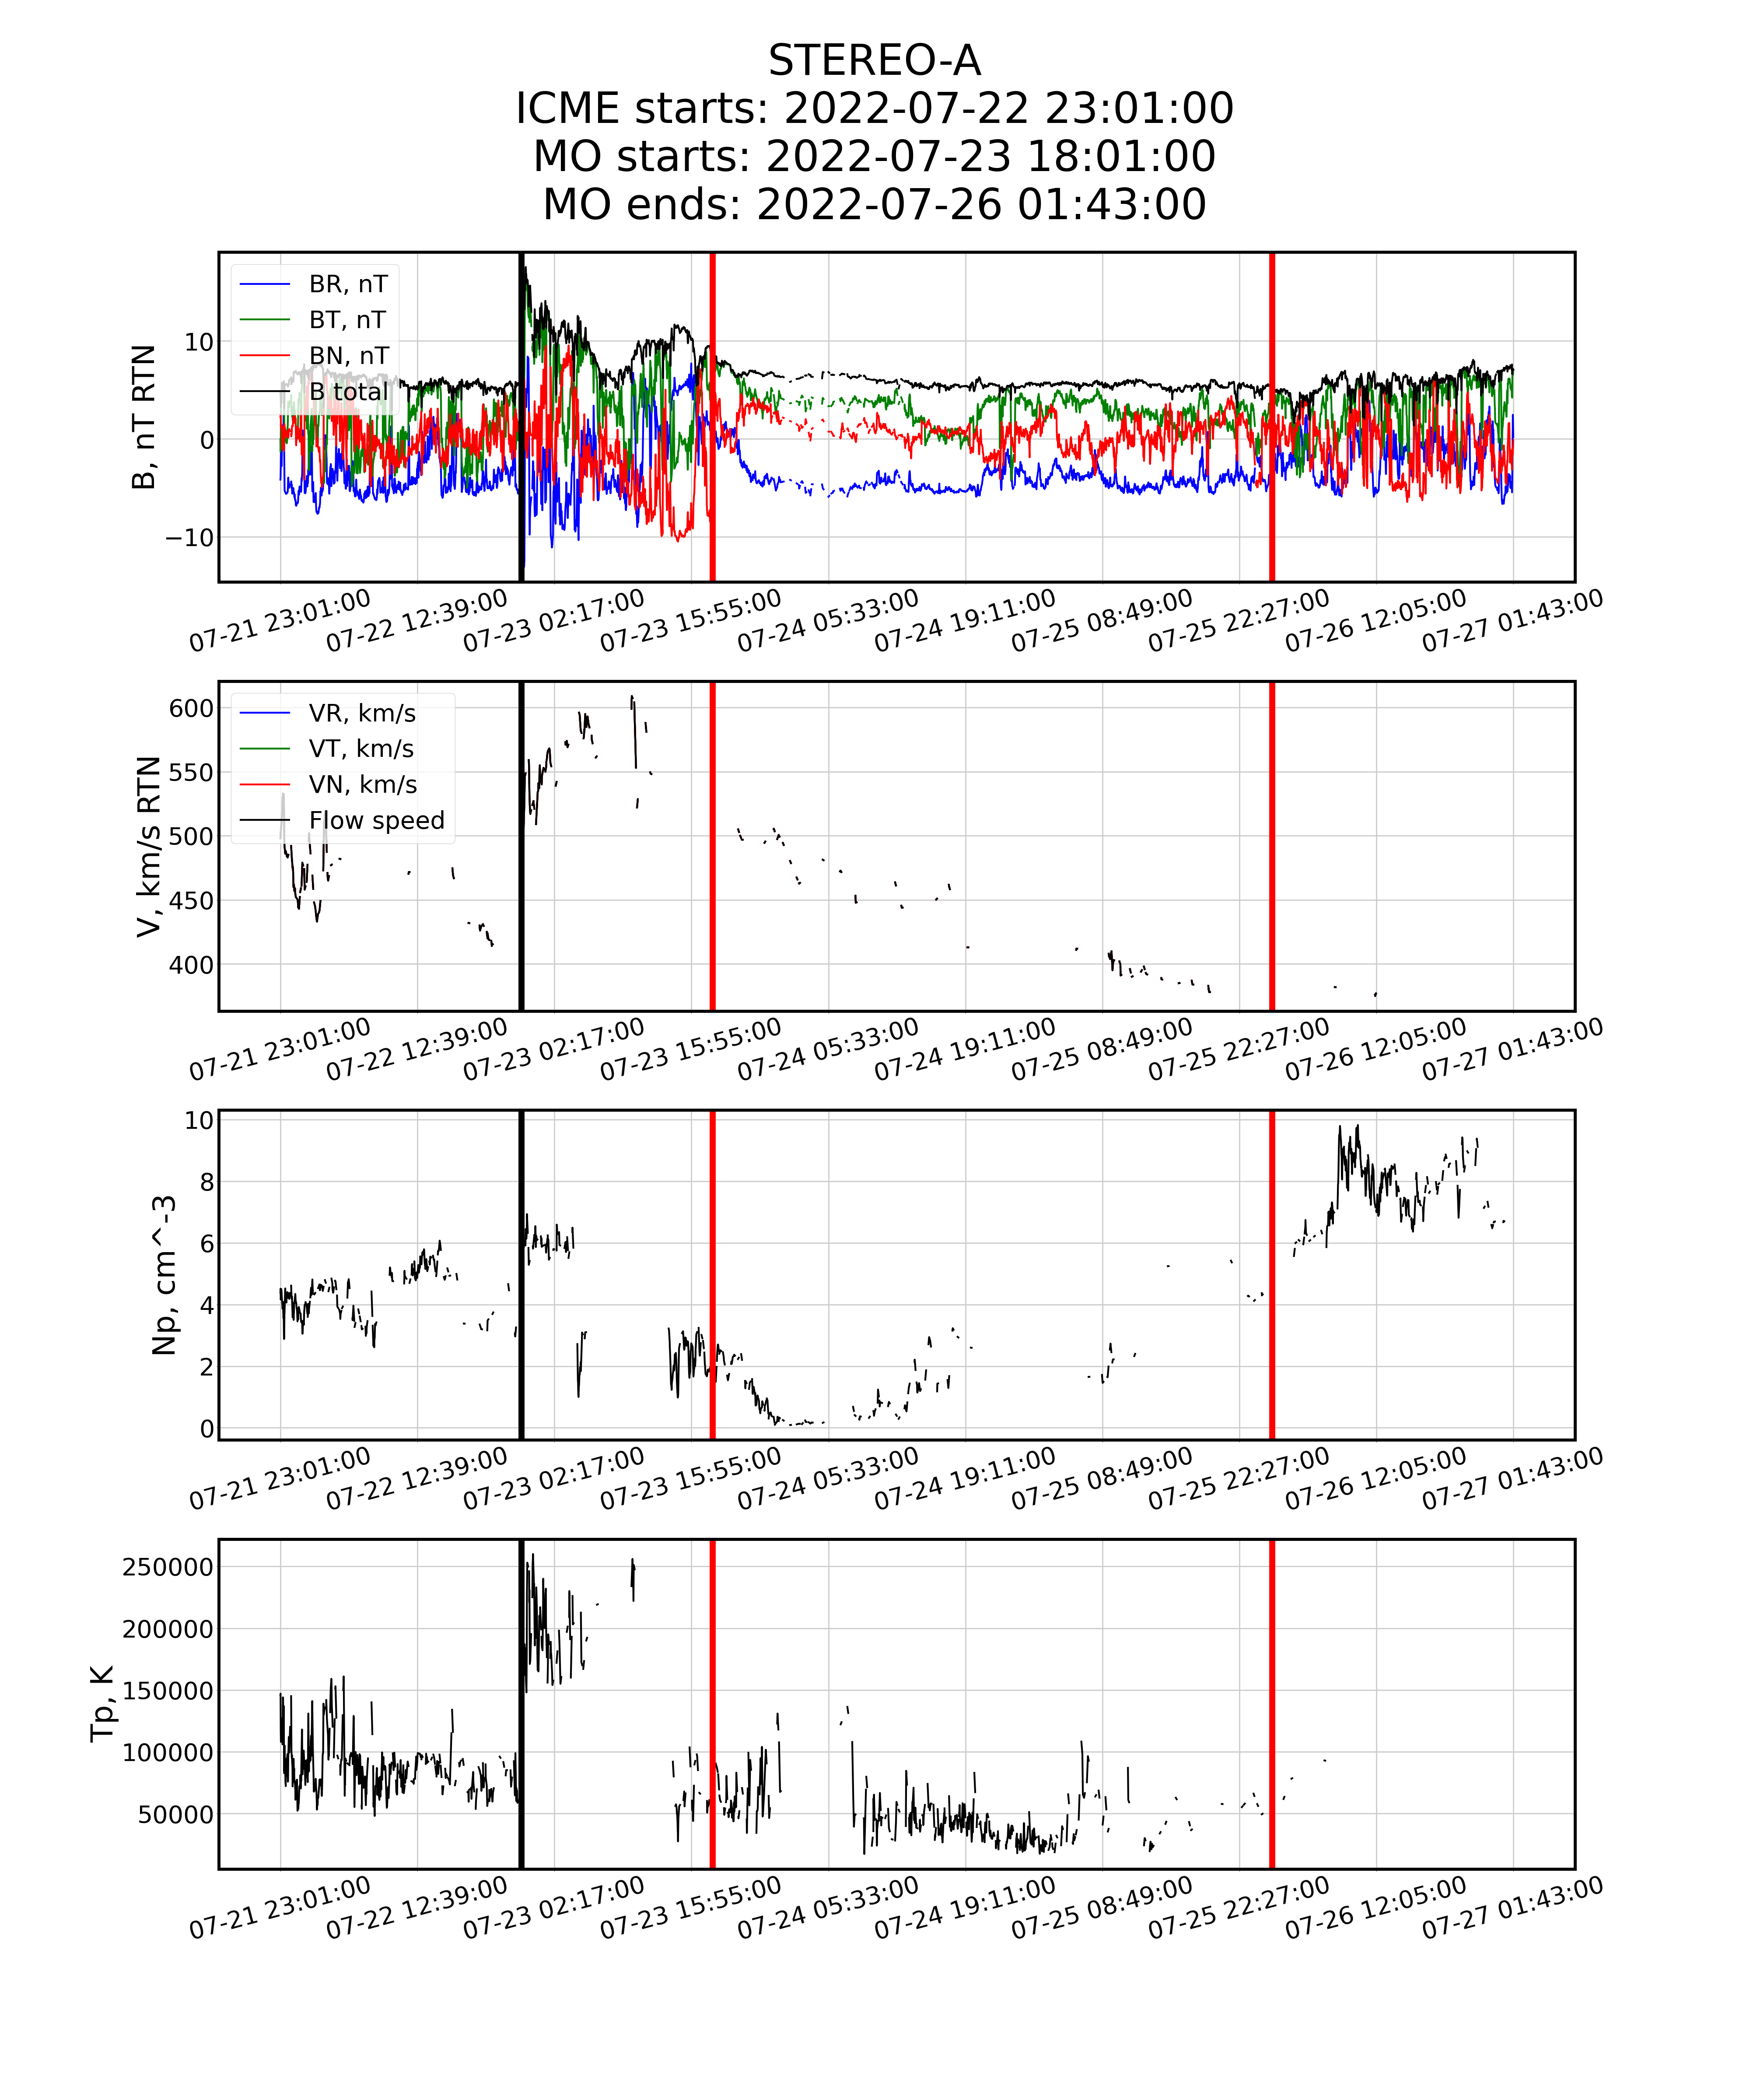 STEREO-A
ICME starts: 2022-07-22 23:01:00
MO starts: 2022-07-23 18:01:00
MO ends: 2022-07-26 01:43:00
B, nT RTN
10
0
−10
BR, nT
BT, nT
BN, nT
B total
07-21 23:01:00 07-22 12:39:00 07-23 02:17:00 07-23 15:55:00 07-24 05:33:00 07-24 19:11:00 07-25 08:49:00 07-25 22:27:00 07-26 12:05:00 07-27 01:43:00
V, km/s RTN
600
550
500
450
400
VR, km/s
VT, km/s
VN, km/s
Flow speed
07-21 23:01:00 07-22 12:39:00 07-23 02:17:00 07-23 15:55:00 07-24 05:33:00 07-24 19:11:00 07-25 08:49:00 07-25 22:27:00 07-26 12:05:00 07-27 01:43:00
Np, cm^-3
10
8
6
4
2
0
07-21 23:01:00 07-22 12:39:00 07-23 02:17:00 07-23 15:55:00 07-24 05:33:00 07-24 19:11:00 07-25 08:49:00 07-25 22:27:00 07-26 12:05:00 07-27 01:43:00
Tp, K
250000
200000
150000
100000
50000
07-21 23:01:00 07-22 12:39:00 07-23 02:17:00 07-23 15:55:00 07-24 05:33:00 07-24 19:11:00 07-25 08:49:00 07-25 22:27:00 07-26 12:05:00 07-27 01:43:00